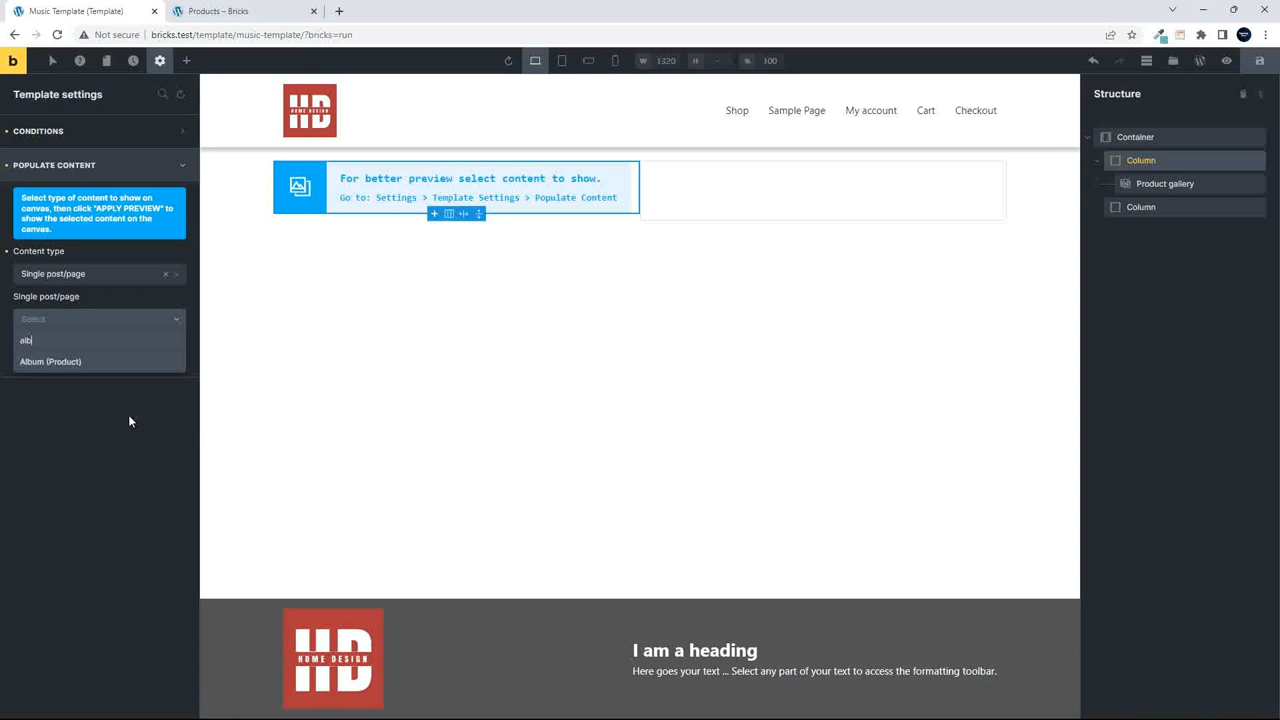 Music Template (Template)
Products – Bricks
Not secure
bricks.test/template/music-template/?bricks=run
b
W 1320 H - % 100
Template settings
CONDITIONS
POPULATE CONTENT
Select type of content to show on
canvas, then click "APPLY PREVIEW" to
show the selected content on the
canvas.
Content type
Single post/page
Single post/page
Select
alb
Album (Product)
HD
HOME DESIGN
Shop
Sample Page
My account
Cart
Checkout
For better preview select content to show.
Go to: Settings > Template Settings > Populate Content
HD
HOME DESIGN
I am a heading
Here goes your text ... Select any part of your text to access the formatting toolbar.
Structure
Container
Column
Product gallery
Column